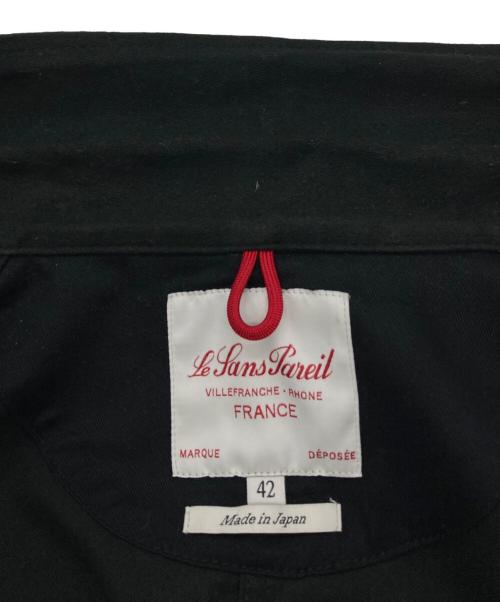 Le Sans Pareil
VILLEFRANCHE - RHONE
FRANCE
MARQUE DÉPOSÉE
42
Made in Japan